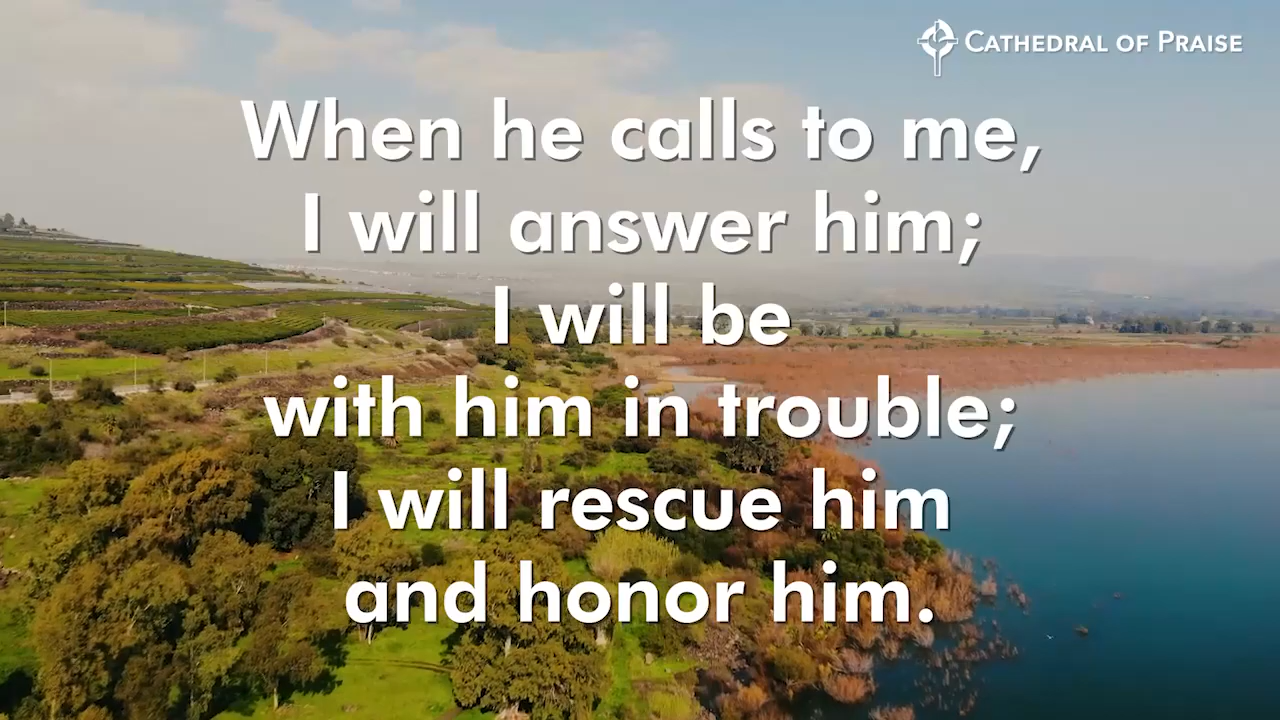 Cathedral of Praise
When he calls to me,
I will answer him;
I will be
with him in trouble;
I will rescue him
and honor him.